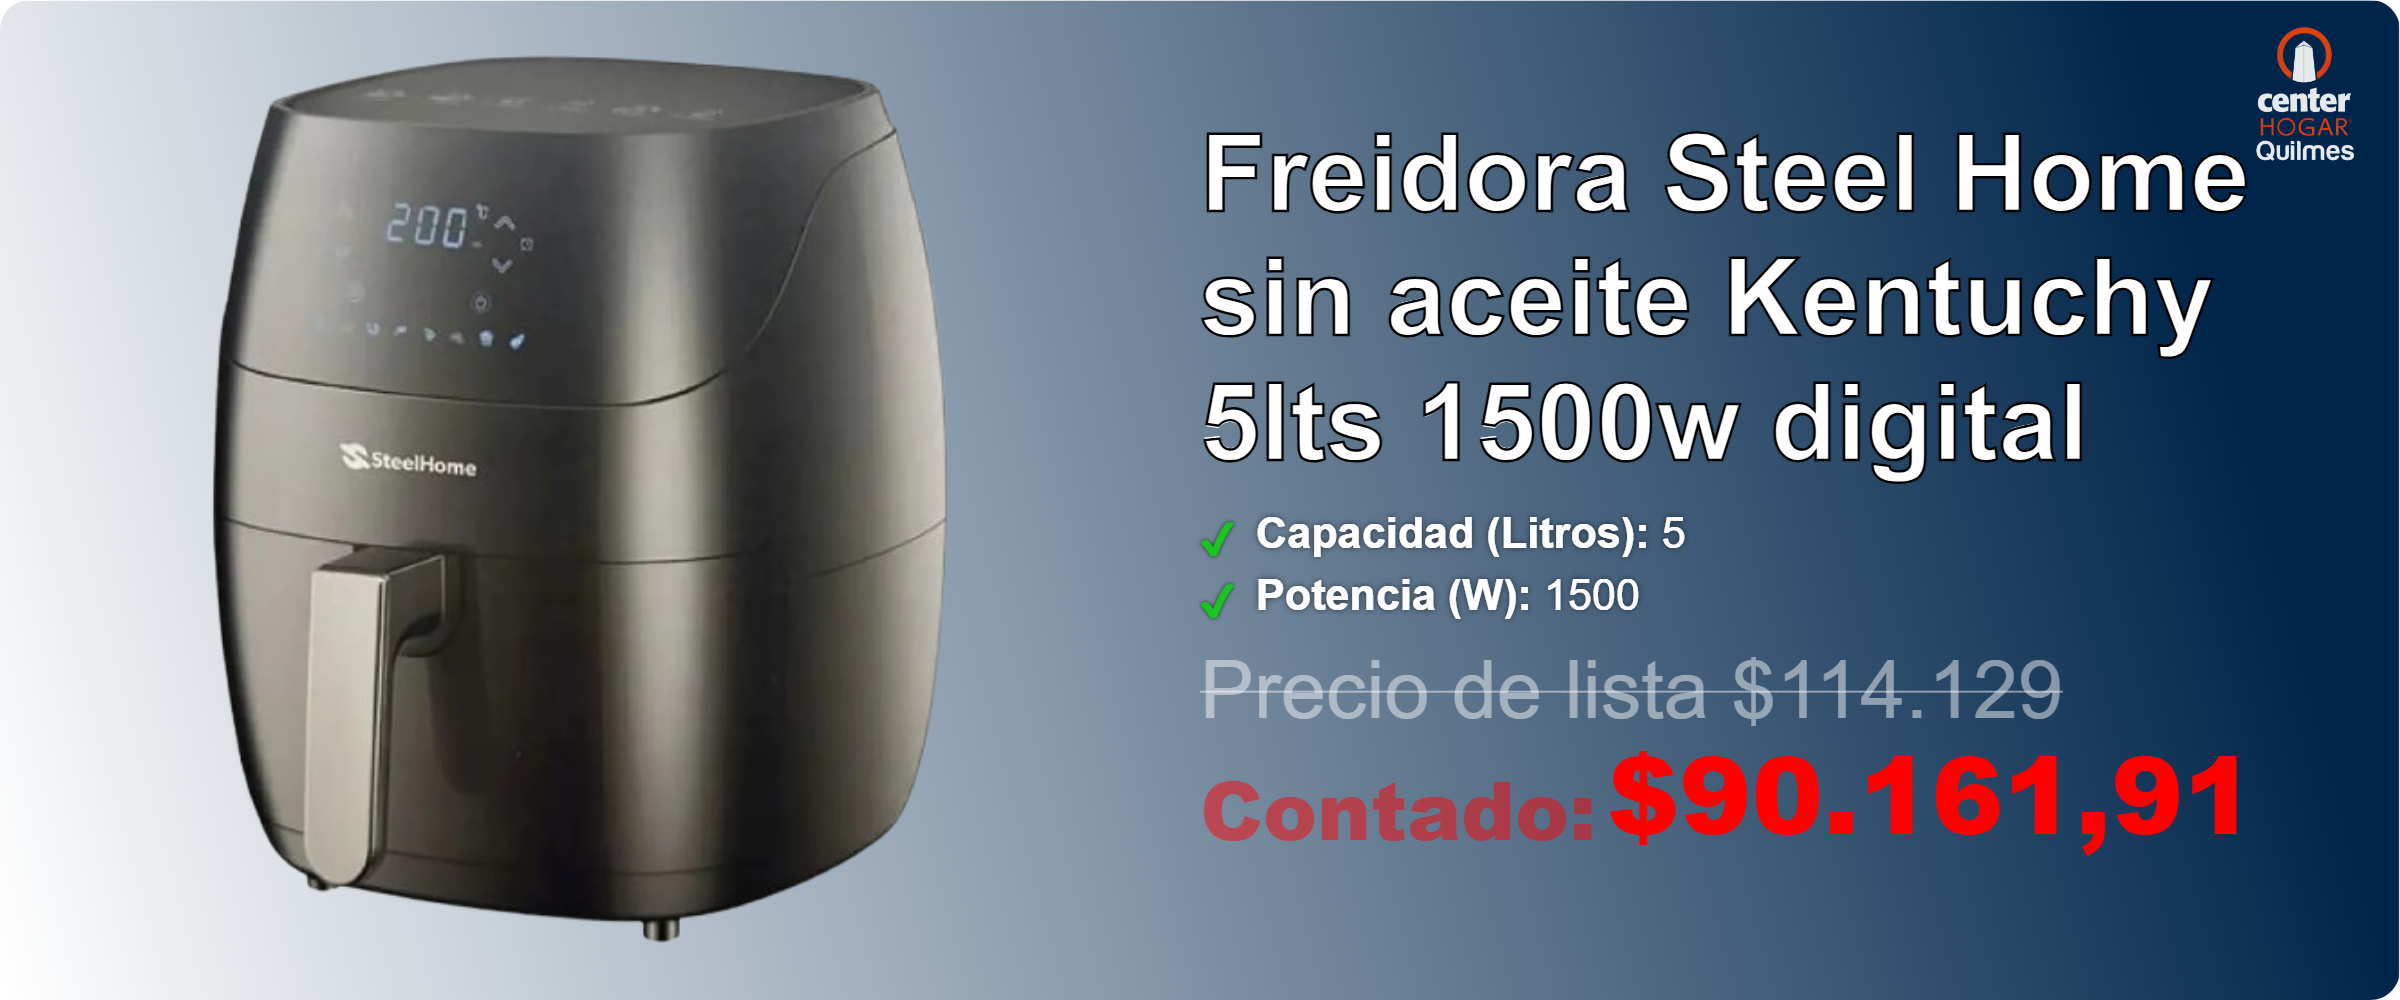 center
HOGAR
Quilmes
Freidora Steel Home
sin aceite Kentuchy
5lts 1500w digital
Capacidad (Litros): 5
Potencia (W): 1500
Precio de lista $114.129
Contado: $90.161,91
200 °C
SteelHome